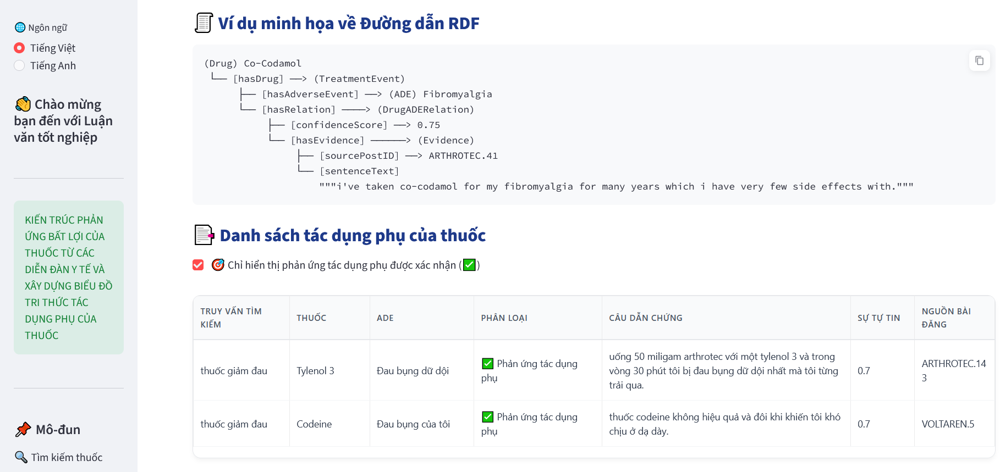 Ngôn ngữ
Tiếng Việt
Tiếng Anh
Chào mừng
bạn đến với Luận
văn tốt nghiệp
KIẾN TRÚC PHẢN
ỨNG BẤT LỢI CỦA
THUỐC TỪ CÁC
DIỄN ĐÀN Y TẾ VÀ
XÂY DỰNG BIỂU ĐỒ
TRI THỨC TÁC
DỤNG PHỤ CỦA
THUỐC
Mô-đun
Tìm kiếm thuốc
Ví dụ minh họa về Đường dẫn RDF
(Drug) Co-Codamol
└── [hasDrug] ──> (TreatmentEvent)
├── [hasAdverseEvent] ──> (ADE) Fibromyalgia
└── [hasRelation] ────> (DrugADERelation)
├── [confidenceScore] ──> 0.75
└── [hasEvidence] ──────> (Evidence)
├── [sourcePostID] ──> ARTHROTEC.41
└── [sentenceText]
"""i've taken co-codamol for my fibromyalgia for many years which i have very few side effects with."""
Danh sách tác dụng phụ của thuốc
Chỉ hiển thị phản ứng tác dụng phụ được xác nhận (✅)
TRUY VẤN TÌM
KIẾM
THUỐC
ADE
PHÂN LOẠI
CÂU DẪN CHỨNG
SỰ TỰ TIN
NGUỒN BÀI
ĐĂNG
thuốc giảm đau
Tylenol 3
Đau bụng dữ dội
✅ Phản ứng tác dụng
phụ
uống 50 miligam arthrotec với một tylenol 3 và trong
vòng 30 phút tôi bị đau bụng dữ dội nhất mà tôi từng
trải qua.
0.7
ARTHROTEC.14
3
thuốc giảm đau
Codeine
Đau bụng của tôi
✅ Phản ứng tác dụng
phụ
thuốc codeine không hiệu quả và đôi khi khiến tôi khó
chịu ở dạ dày.
0.7
VOLTAREN.5